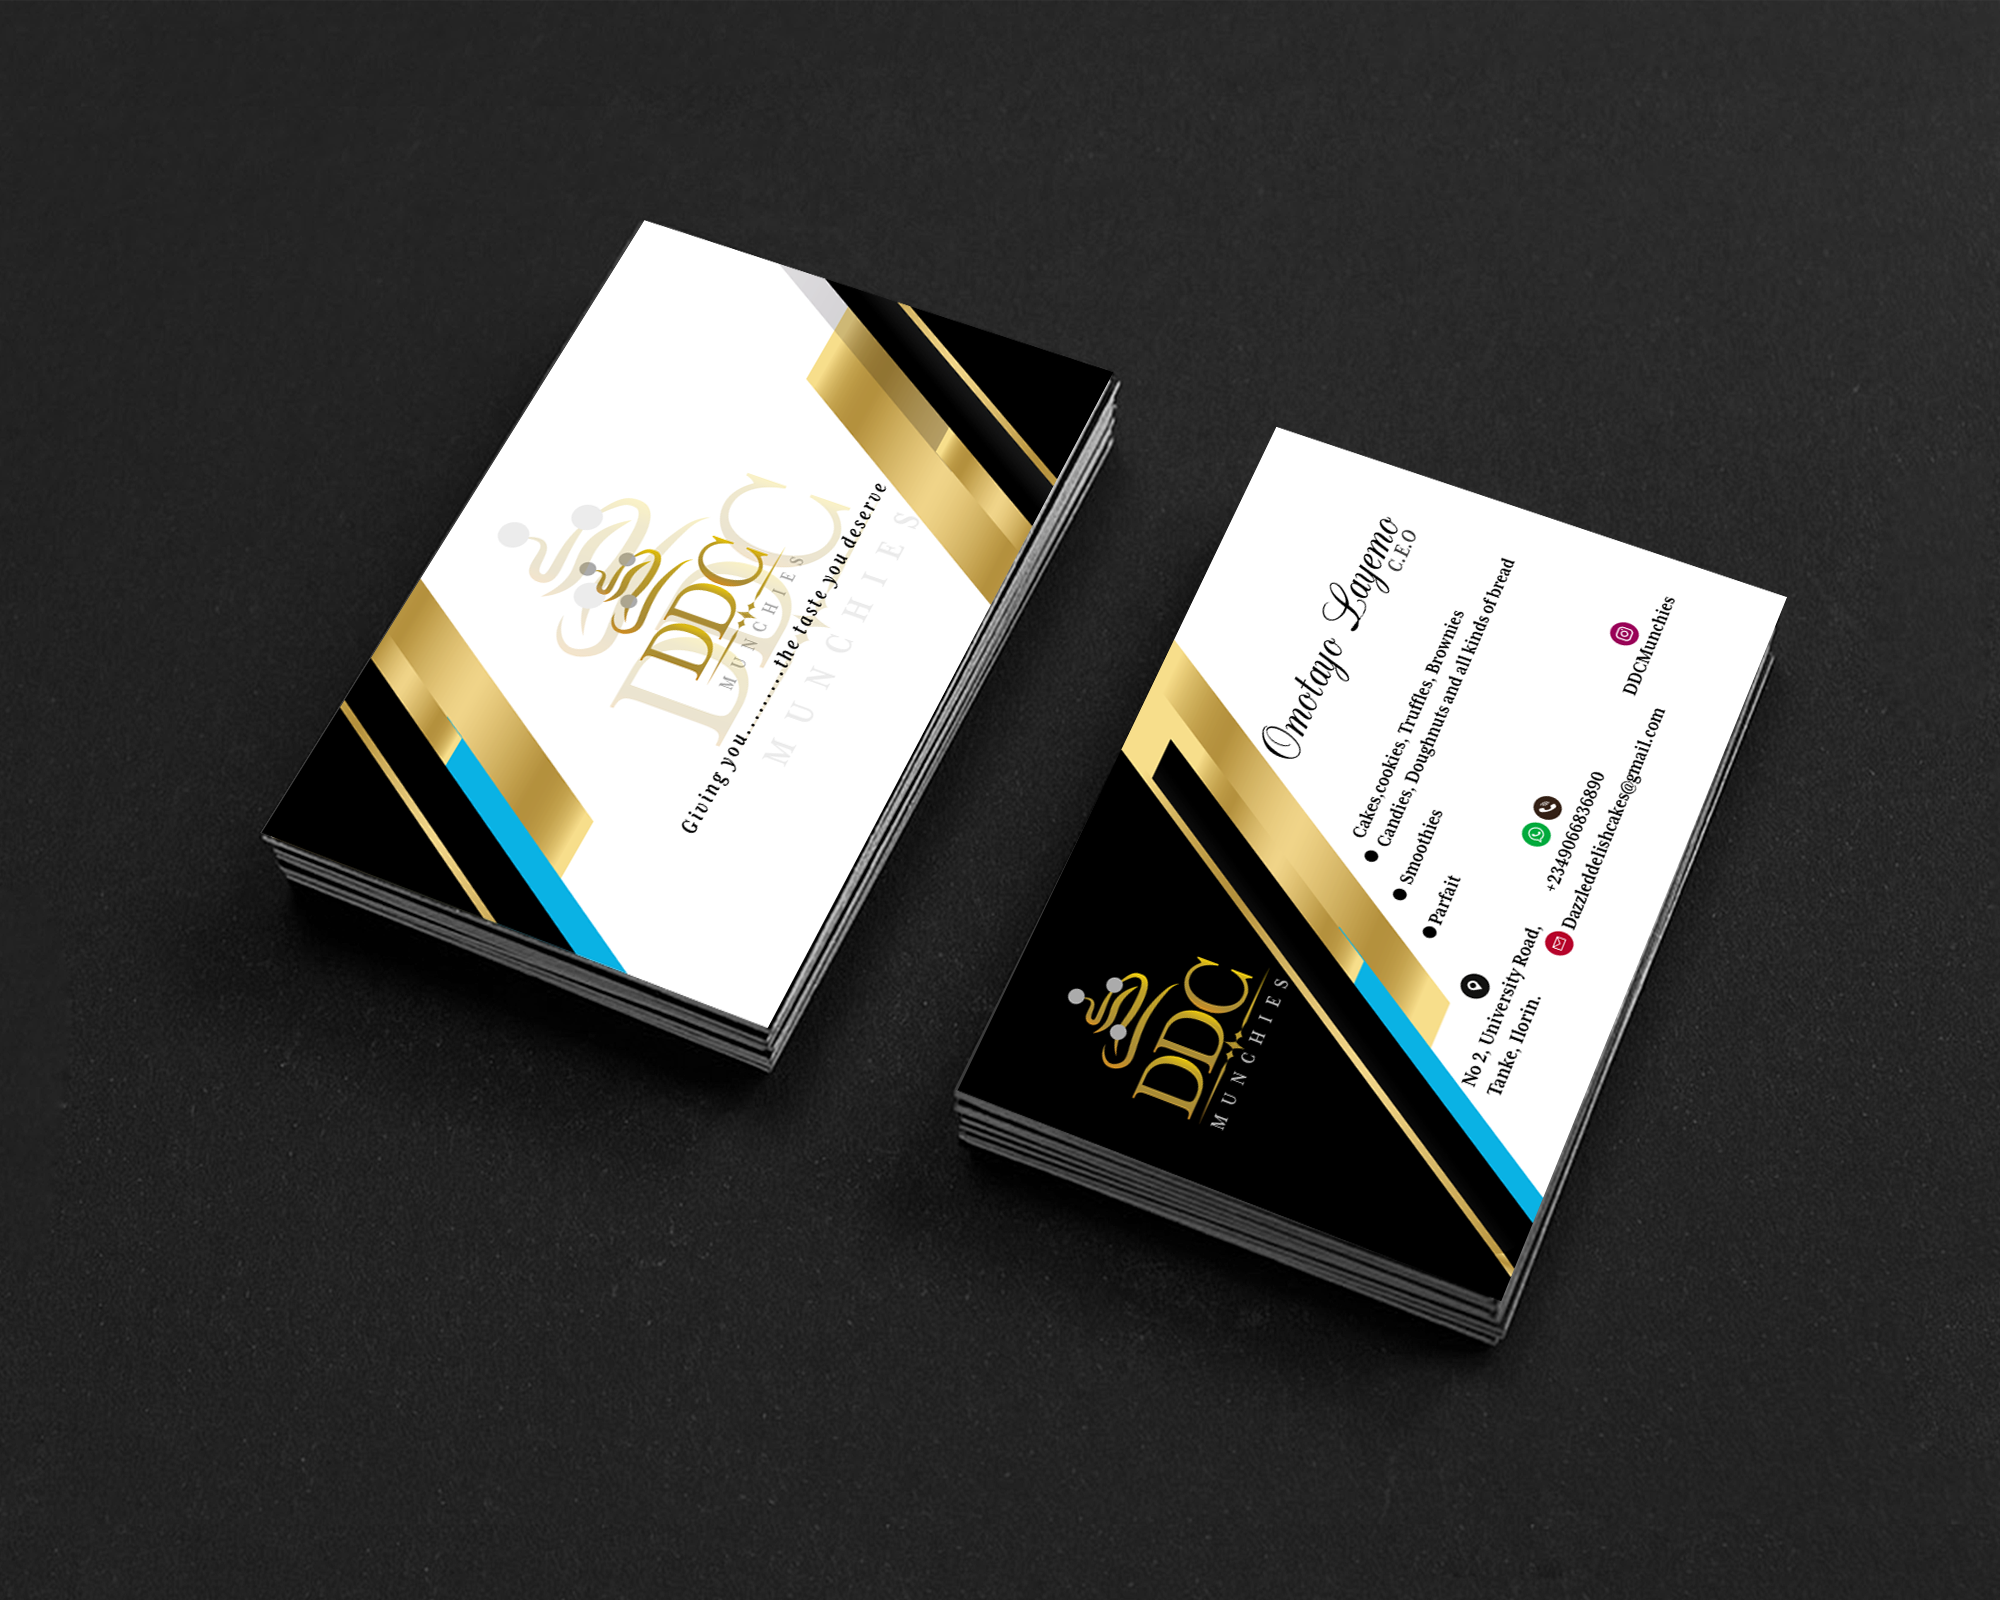 DDC
MUNCHIES
DDC
MUNCHIES
Giving you.........the taste you deserve
Omotayo Layemo
C.E.O
Cakes,cookies, Truffles, Brownies
Candies, Doughnuts and all kinds of bread
Smoothies
Parfait
No 2, University Road,
Tanke, Ilorin.
+2349066836890
Dazzleddelishcakes@gmail.com
DDCMunchies
DDC
MUNCHIES